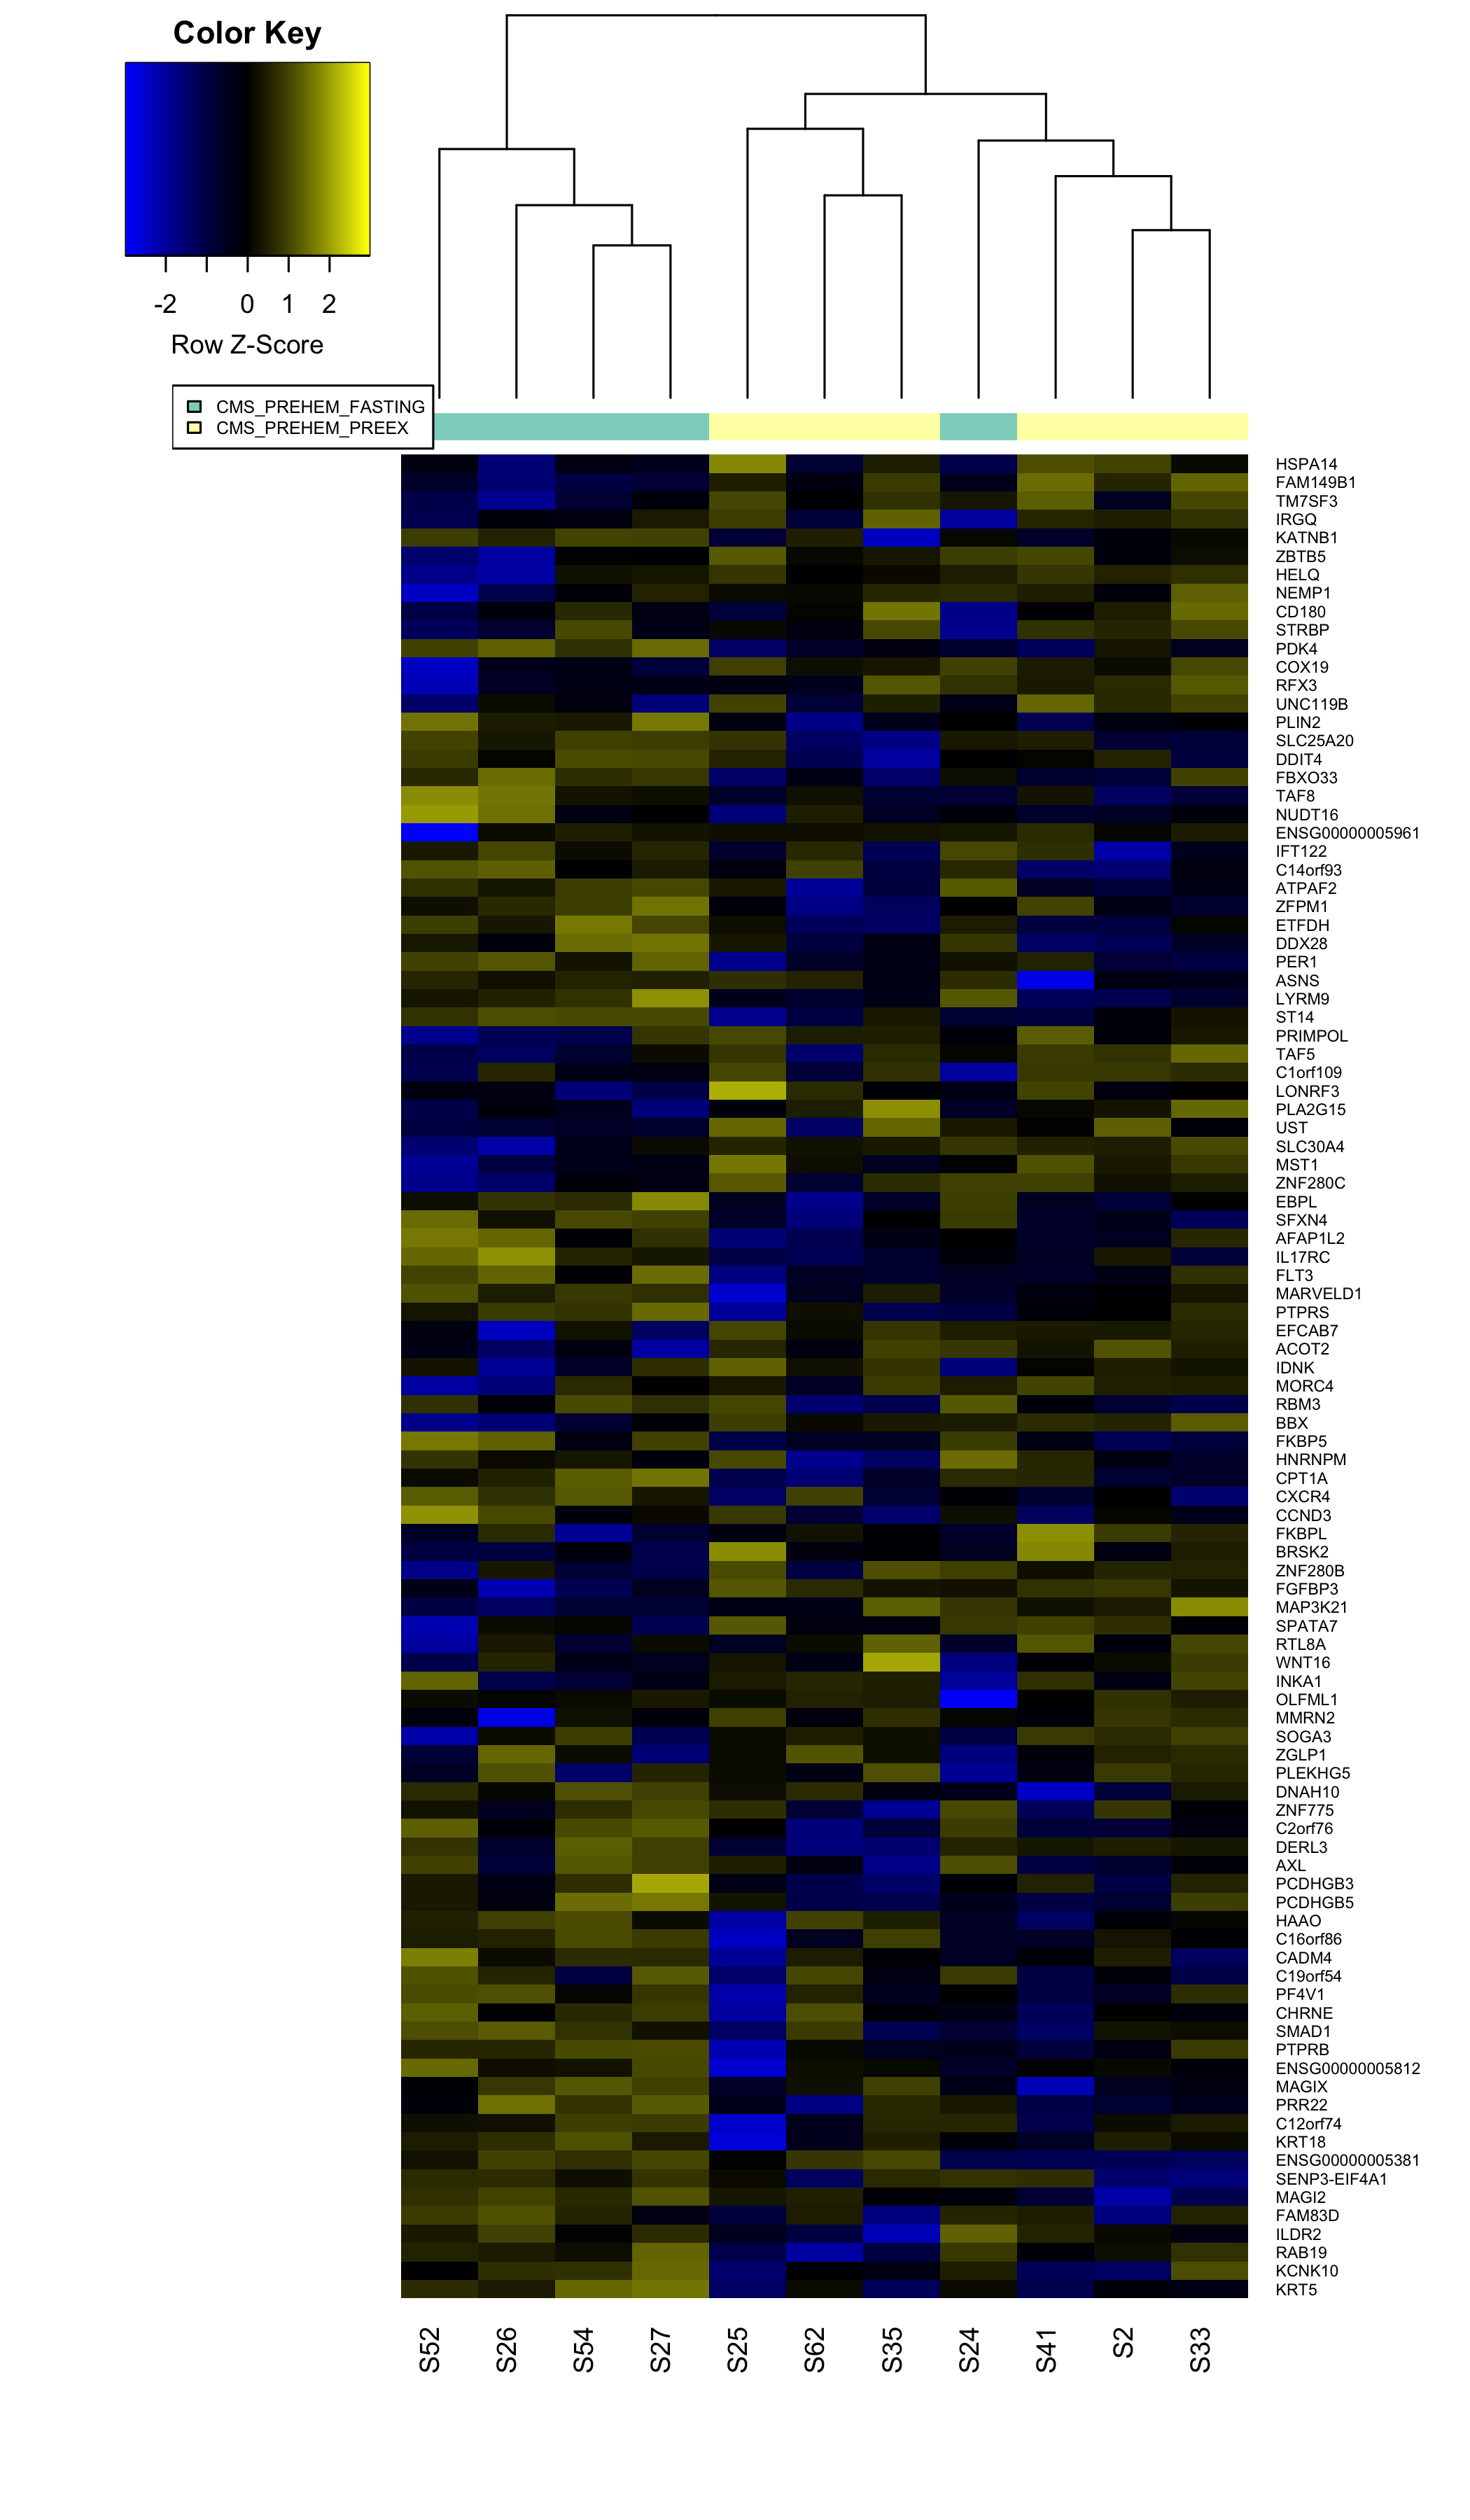 Color Key
-2 0 1 2
Row Z-Score
CMS_PREHEM_FASTING
CMS_PREHEM_PREEX
HSPA14
FAM149B1
TM7SF3
IRGQ
KATNB1
ZBTB5
HELQ
NEMP1
CD180
STRBP
PDK4
COX19
RFX3
UNC119B
PLIN2
SLC25A20
DDIT4
FBXO33
TAF8
NUDT16
ENSG00000005961
IFT122
C14orf93
ATPAF2
ZFPM1
ETFDH
DDX28
PER1
ASNS
LYRM9
ST14
PRIMPOL
TAF5
C1orf109
LONRF3
PLA2G15
UST
SLC30A4
MST1
ZNF280C
EBPL
SFXN4
AFAP1L2
IL17RC
FLT3
MARVELD1
PTPRS
EFCAB7
ACOT2
IDNK
MORC4
RBM3
BBX
FKBP5
HNRNPM
CPT1A
CXCR4
CCND3
FKBPL
BRSK2
ZNF280B
FGFBP3
MAP3K21
SPATA7
RTL8A
WNT16
INKA1
OLFML1
MMRN2
SOGA3
ZGLP1
PLEKHG5
DNAH10
ZNF775
C2orf76
DERL3
AXL
PCDHGB3
PCDHGB5
HAAO
C16orf86
CADM4
C19orf54
PF4V1
CHRNE
SMAD1
PTPRB
ENSG00000005812
MAGIX
PRR22
C12orf74
KRT18
ENSG00000005381
SENP3-EIF4A1
MAGI2
FAM83D
ILDR2
RAB19
KCNK10
KRT5
S52 S26 S54 S27 S25 S62 S35 S24 S41 S2 S33